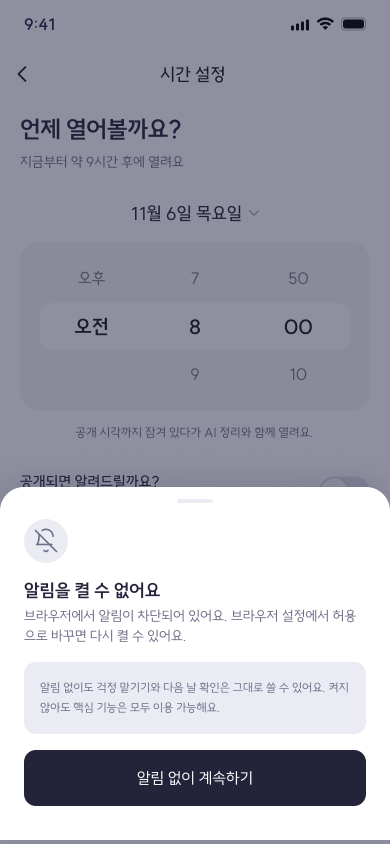 9:41
시간 설정
언제 열어볼까요?
지금부터 약 9시간 후에 열려요
11월 6일 목요일
오후 7 50
오전 8 00
9 10
공개 시각까지 잠겨 있다가 AI 정리와 함께 열려요.
공개되면 알려드릴까요?
알림을 켤 수 없어요
브라우저에서 알림이 차단되어 있어요. 브라우저 설정에서 허용
으로 바꾸면 다시 켤 수 있어요.
알림 없이도 걱정 맡기기와 다음 날 확인은 그대로 쓸 수 있어요. 켜지
않아도 핵심 기능은 모두 이용 가능해요.
알림 없이 계속하기